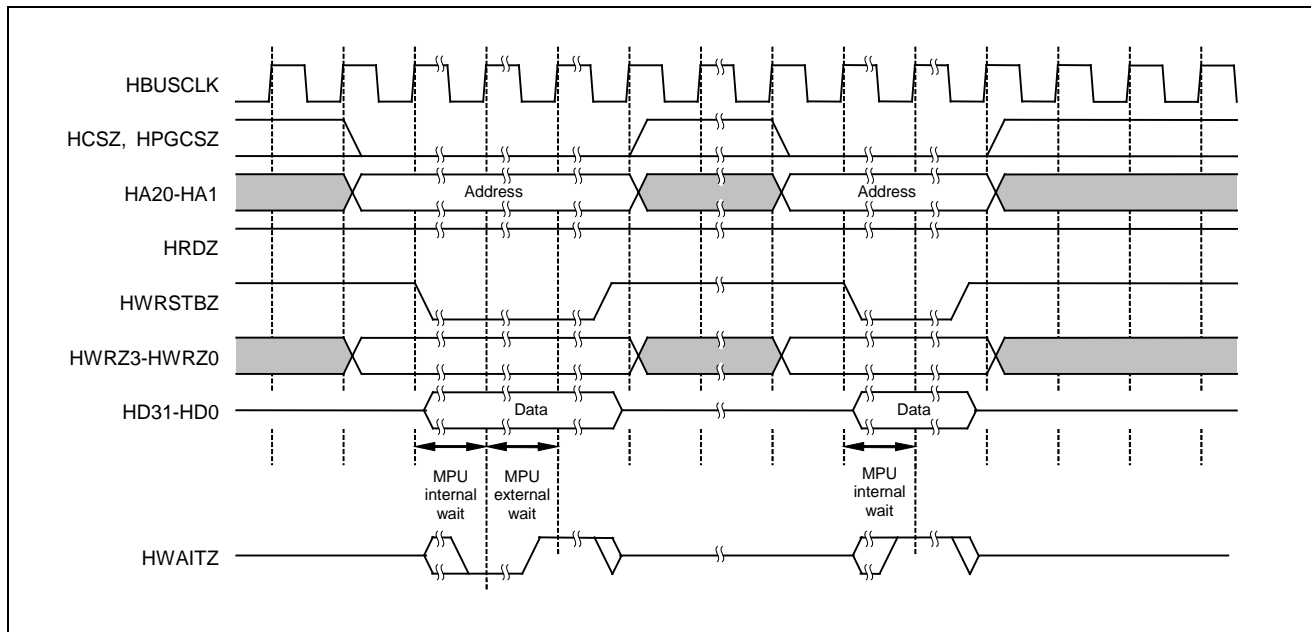 HBUSCLK
HCSZ, HPGCSZ
HA20-HA1
Address
Address
HRDZ
HWRSTBZ
HWRZ3-HWRZ0
HD31-HD0
Data
Data
MPU
internal
wait
MPU
external
wait
MPU
internal
wait
HWAITZ